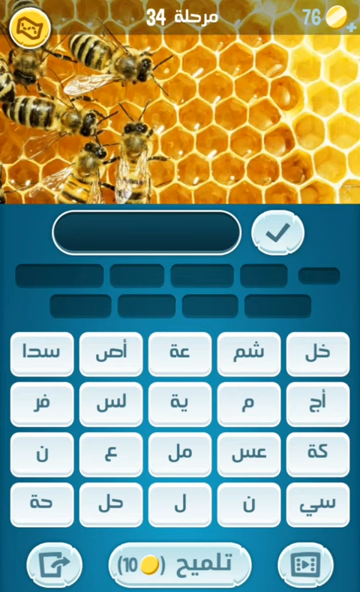 مرحلة 34
76
خل شم عة أص سدا
أج م ية لس فر
كة عس مل ع ن
سي ن ل حل حة
تلميح (10)